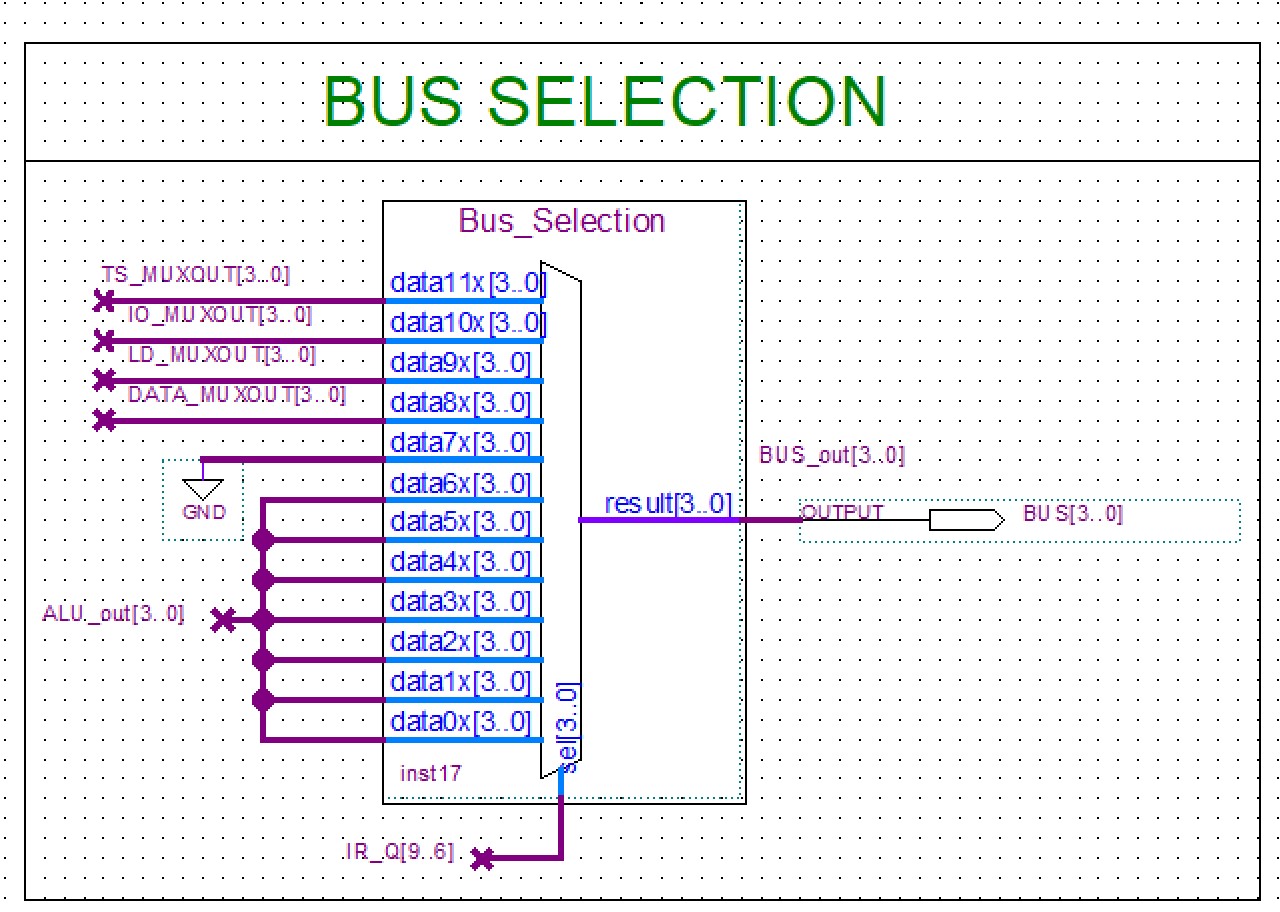 BUS SELECTION
Bus_Selection
TS_MUXOUT[3..0]
data11x[3..0]
IO_MUXOUT[3..0]
data10x[3..0]
LD_MUXOUT[3..0]
data9x[3..0]
DATA_MUXOUT[3..0]
data8x[3..0]
data7x[3..0]
BUS_out[3..0]
data6x[3..0]
GND
result[3..0]
OUTPUT
BUS[3..0]
data5x[3..0]
data4x[3..0]
ALU_out[3..0]
data3x[3..0]
data2x[3..0]
data1x[3..0]
data0x[3..0]
sel[3..0]
inst17
IR_Q[9..6]